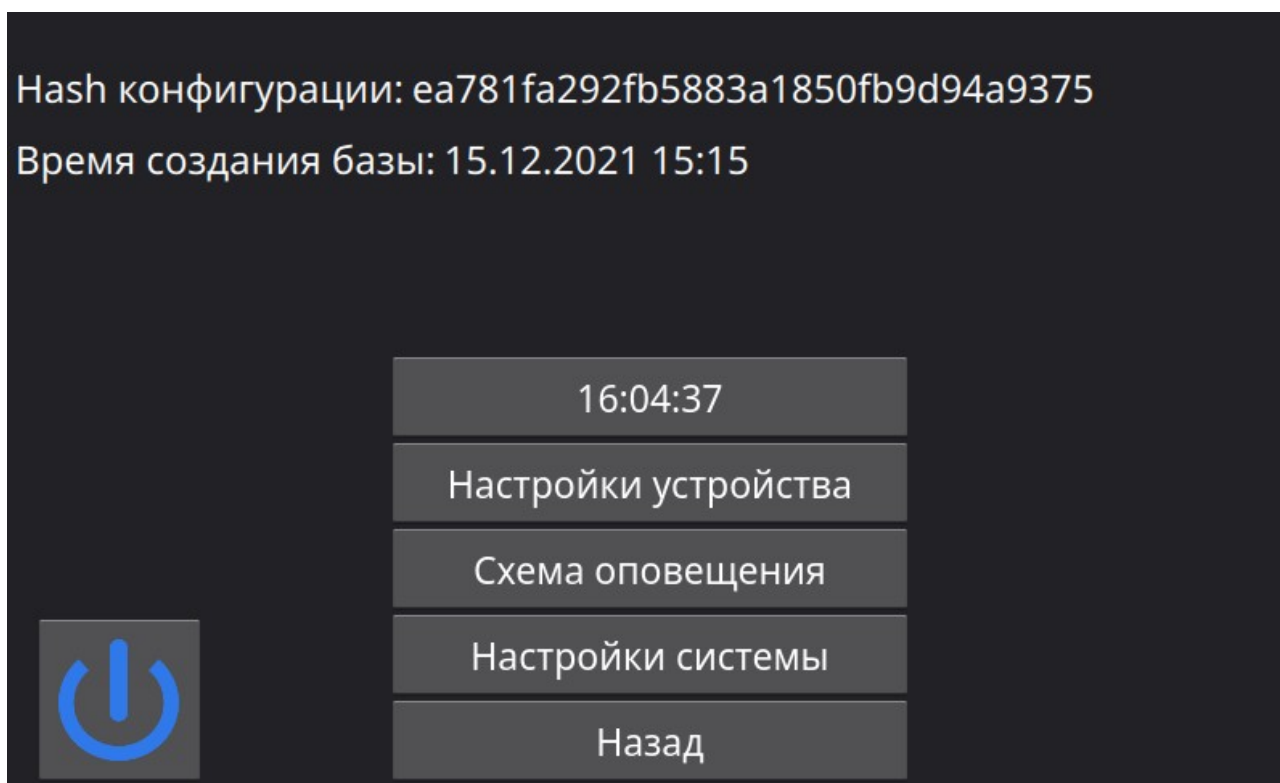 Hash конфигурации: ea781fa292fb5883a1850fb9d94a9375
Время создания базы: 15.12.2021 15:15
16:04:37
Настройки устройства
Схема оповещения
Настройки системы
Назад